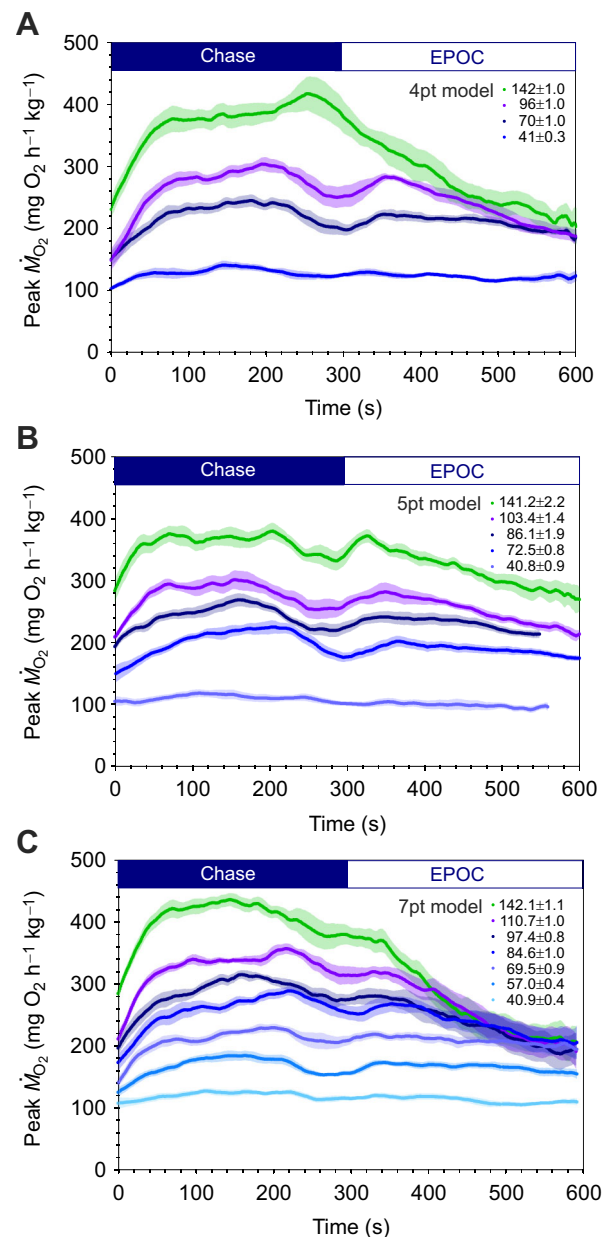 A
500
Chase
EPOC
4pt model
142±1.0
96±1.0
70±1.0
41±0.3
400
300
200
100
0
Peak ṀO₂ (mg O₂ h⁻¹ kg⁻¹)
0 100 200 300 400 500 600
Time (s)
B
500
Chase
EPOC
5pt model
141.2±2.2
103.4±1.4
86.1±1.9
72.5±0.8
40.8±0.9
400
300
200
100
0
Peak ṀO₂ (mg O₂ h⁻¹ kg⁻¹)
0 100 200 300 400 500 600
Time (s)
C
500
Chase
EPOC
7pt model
142.1±1.1
110.7±1.0
97.4±0.8
84.6±1.0
69.5±0.9
57.0±0.4
40.9±0.4
400
300
200
100
0
Peak ṀO₂ (mg O₂ h⁻¹ kg⁻¹)
0 100 200 300 400 500 600
Time (s)